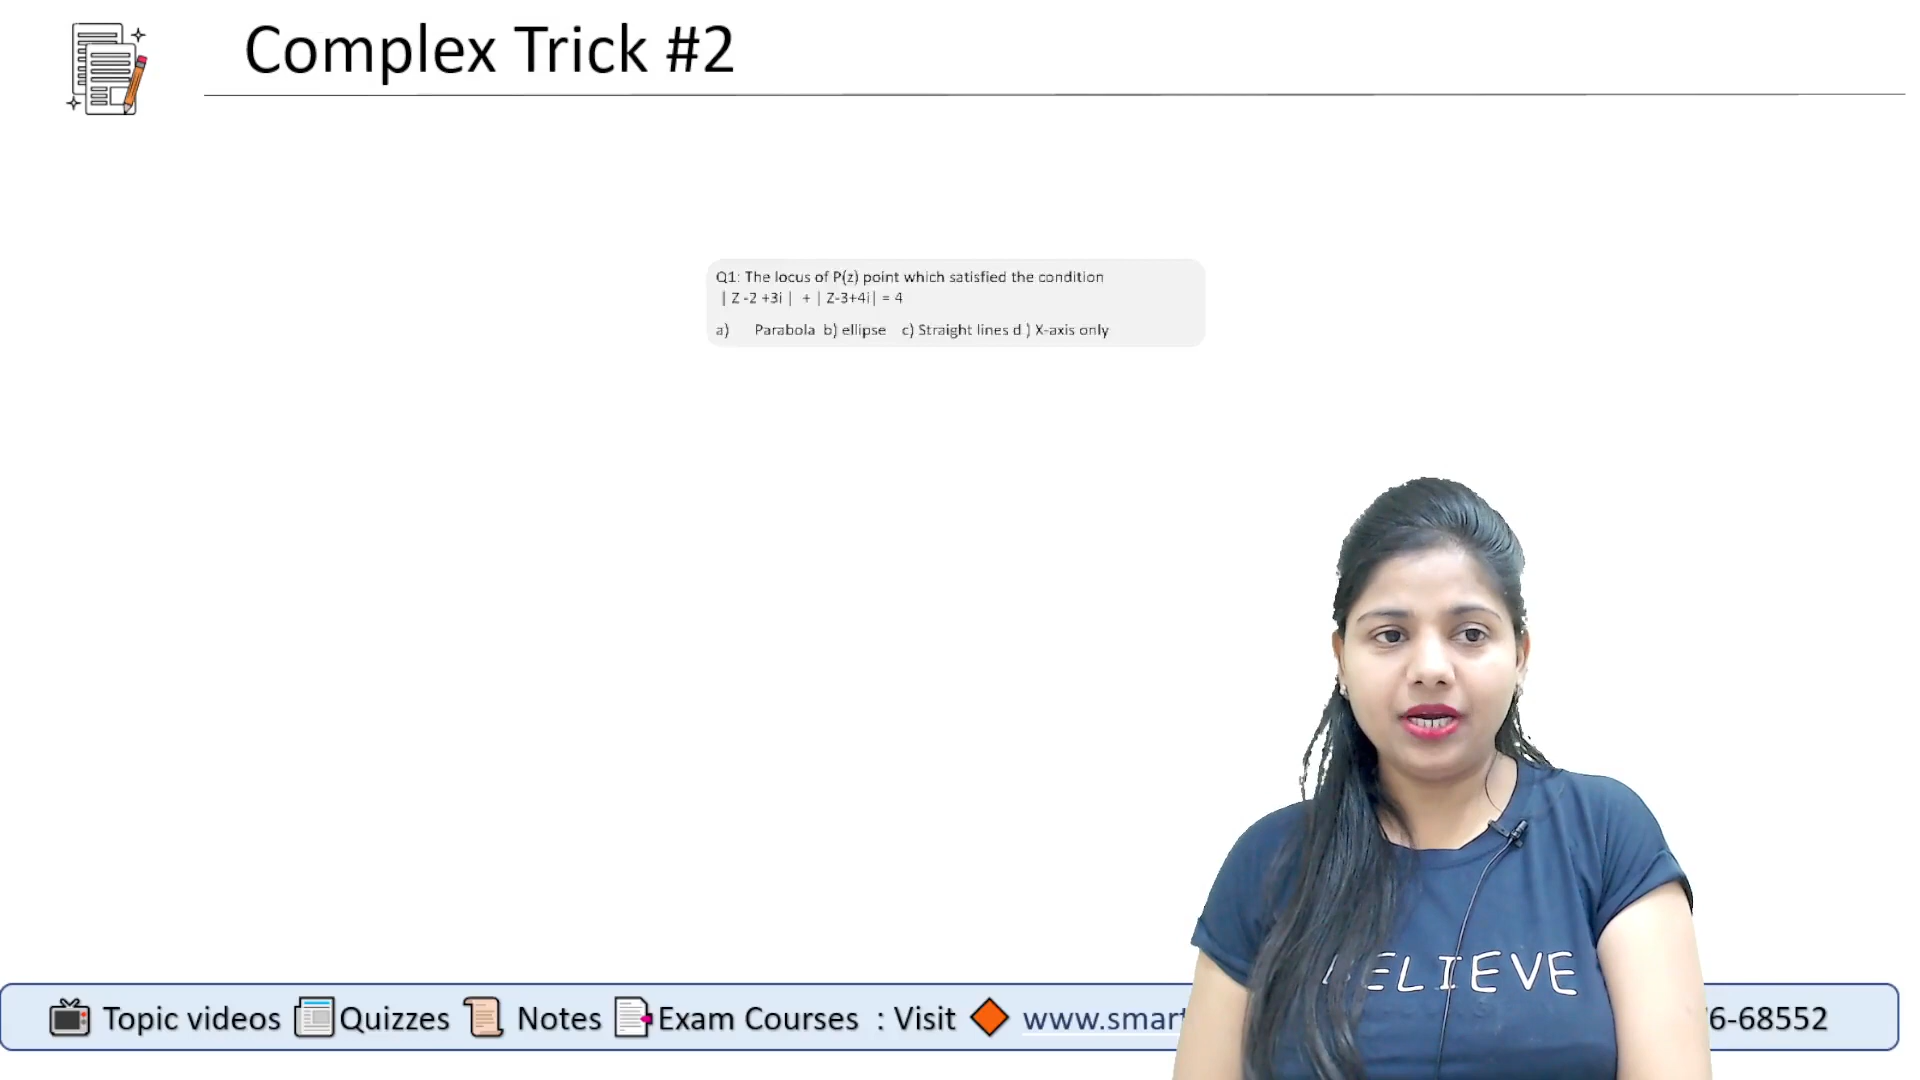 Complex Trick #2
Q1: The locus of P(z) point which satisfied the condition
| Z -2 +3i | + | Z-3+4i| = 4
a) Parabola b) ellipse c) Straight lines d ) X-axis only
ELIEVE
Topic videos Quizzes Notes Exam Courses : Visit www.smart 6-68552